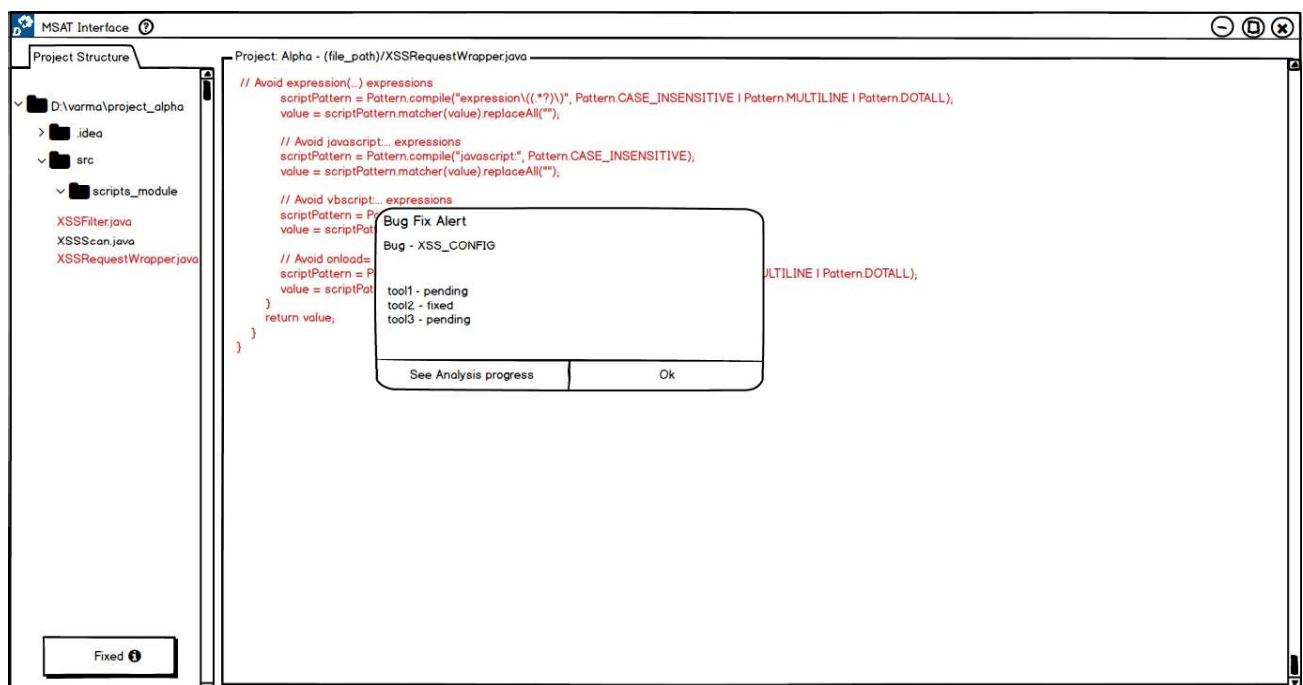 D
MSAT Interface ?
Project Structure
D:\varma\project_alpha
.idea
src
scripts_module
XSSFilter.java
XSSScan.java
XSSRequestWrapper.java
Fixed i
Project: Alpha - (file_path)/XSSRequestWrapper.java
// Avoid expression(...) expressions
scriptPattern = Pattern.compile("expression\((.*?)\)", Pattern.CASE_INSENSITIVE | Pattern.MULTILINE | Pattern.DOTALL);
value = scriptPattern.matcher(value).replaceAll("");
// Avoid javascript:... expressions
scriptPattern = Pattern.compile("javascript:", Pattern.CASE_INSENSITIVE);
value = scriptPattern.matcher(value).replaceAll("");
// Avoid vbscript:... expressions
scriptPattern =
value =
// Avoid onload=
scriptPattern = | Pattern.DOTALL);
value =
}
return value;
}
}
Bug Fix Alert
Bug - XSS_CONFIG
tool1 - pending
tool2 - fixed
tool3 - pending
See Analysis progress
Ok